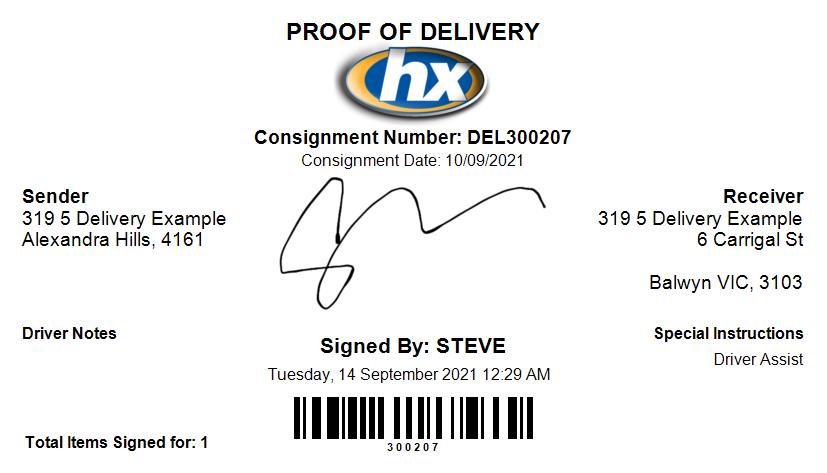 PROOF OF DELIVERY
hx
Consignment Number: DEL300207
Consignment Date: 10/09/2021
Sender
319 5 Delivery Example
Alexandra Hills, 4161
Receiver
319 5 Delivery Example
6 Carrigal St
Balwyn VIC, 3103
Driver Notes
Signed By: STEVE
Tuesday, 14 September 2021 12:29 AM
Special Instructions
Driver Assist
300207
Total Items Signed for: 1